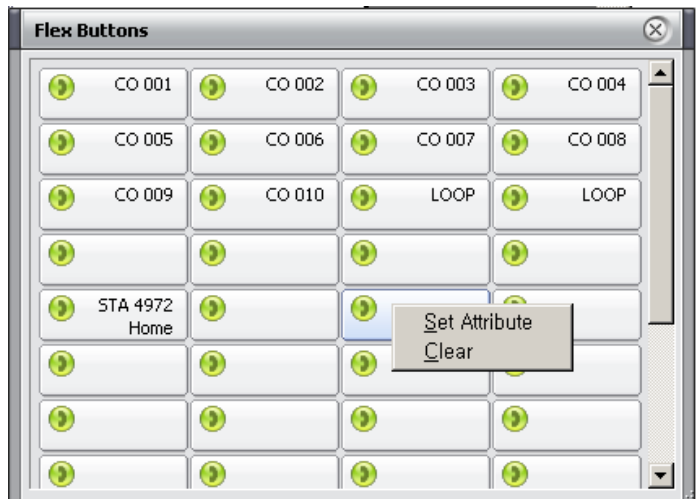 Flex Buttons
CO 001 CO 002 CO 003 CO 004
CO 005 CO 006 CO 007 CO 008
CO 009 CO 010 LOOP LOOP
STA 4972
Home
Set Attribute
Clear